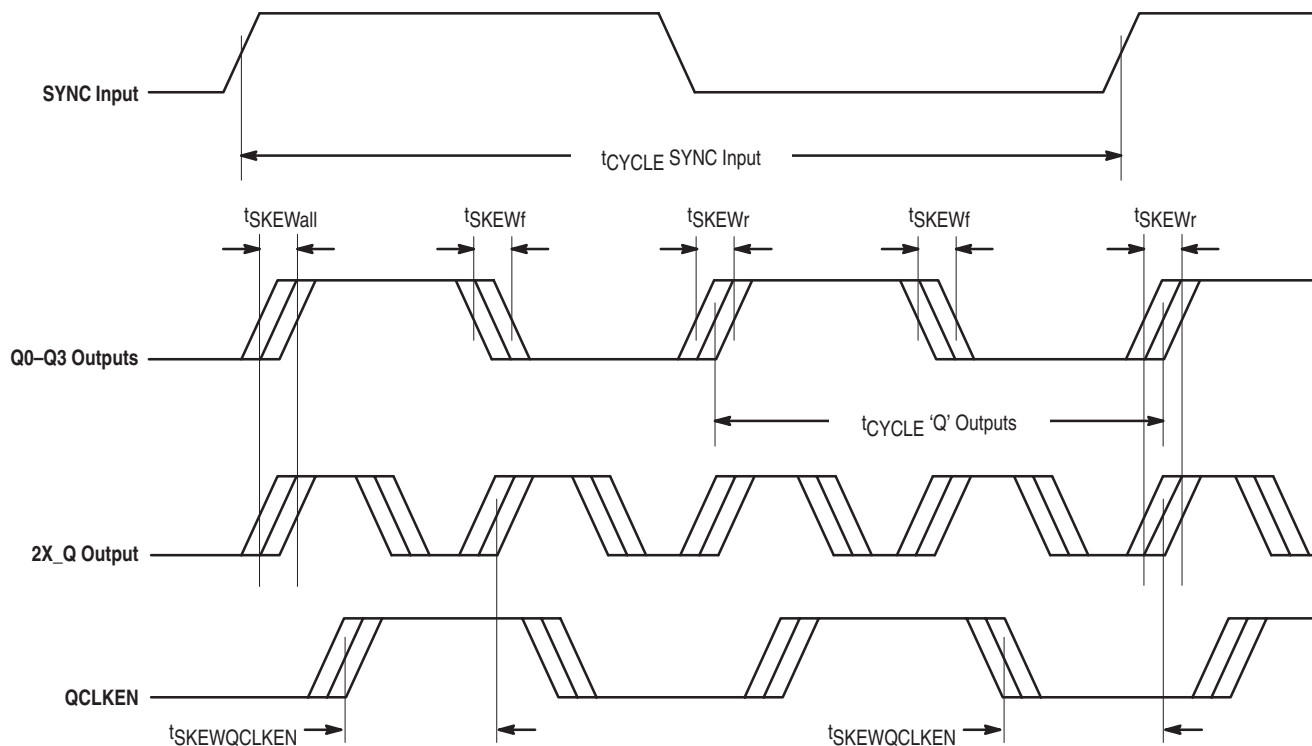 SYNC Input
tCYCLE SYNC Input
tSKEWall
tSKEWf
tSKEWr
tSKEWf
tSKEWr
Q0–Q3 Outputs
tCYCLE ‘Q’ Outputs
2X_Q Output
QCLKEN
tSKEWQCLKEN
tSKEWQCLKEN